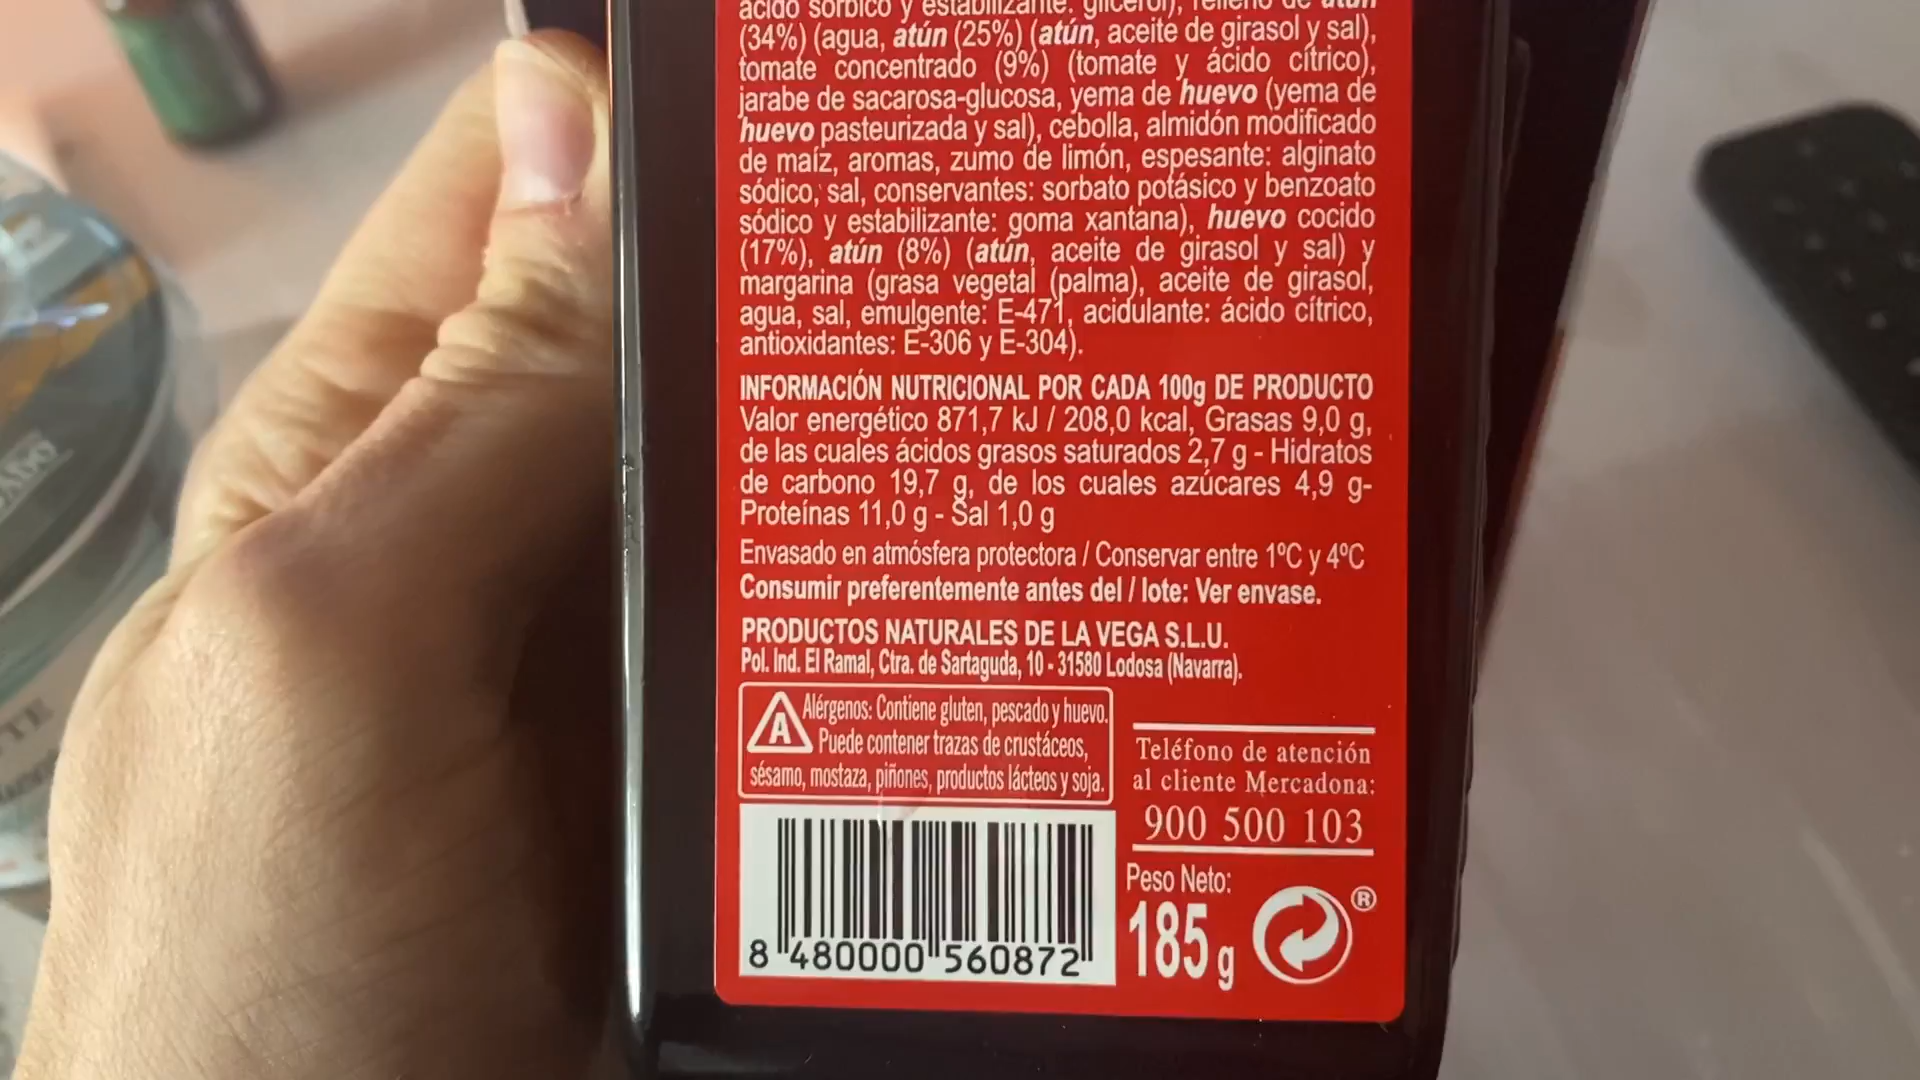 ácido sórbico y estabilizante: glicerol), relleno de atún
(34%) (agua, atún (25%) (atún, aceite de girasol y sal),
tomate concentrado (9%) (tomate y ácido cítrico),
jarabe de sacarosa-glucosa, yema de huevo (yema de
huevo pasteurizada y sal), cebolla, almidón modificado
de maíz, aromas, zumo de limón, espesante: alginato
sódico, sal, conservantes: sorbato potásico y benzoato
sódico y estabilizante: goma xantana), huevo cocido
(17%), atún (8%) (atún, aceite de girasol y sal) y
margarina (grasa vegetal (palma), aceite de girasol,
agua, sal, emulgente: E-471, acidulante: ácido cítrico,
antioxidantes: E-306 y E-304).
INFORMACIÓN NUTRICIONAL POR CADA 100g DE PRODUCTO
Valor energético 871,7 kJ / 208,0 kcal, Grasas 9,0 g,
de las cuales ácidos grasos saturados 2,7 g - Hidratos
de carbono 19,7 g, de los cuales azúcares 4,9 g-
Proteínas 11,0 g - Sal 1,0 g
Envasado en atmósfera protectora / Conservar entre 1ºC y 4ºC
Consumir preferentemente antes del / lote: Ver envase.
PRODUCTOS NATURALES DE LA VEGA S.L.U.
Pol. Ind. El Ramal, Ctra. de Sartaguda, 10 - 31580 Lodosa (Navarra).
A
Alérgenos: Contiene gluten, pescado y huevo.
Puede contener trazas de crustáceos,
sésamo, mostaza, piñones, productos lácteos y soja.
Teléfono de atención
al cliente Mercadona:
900 500 103
8 480000 560872
Peso Neto:
185 g
®